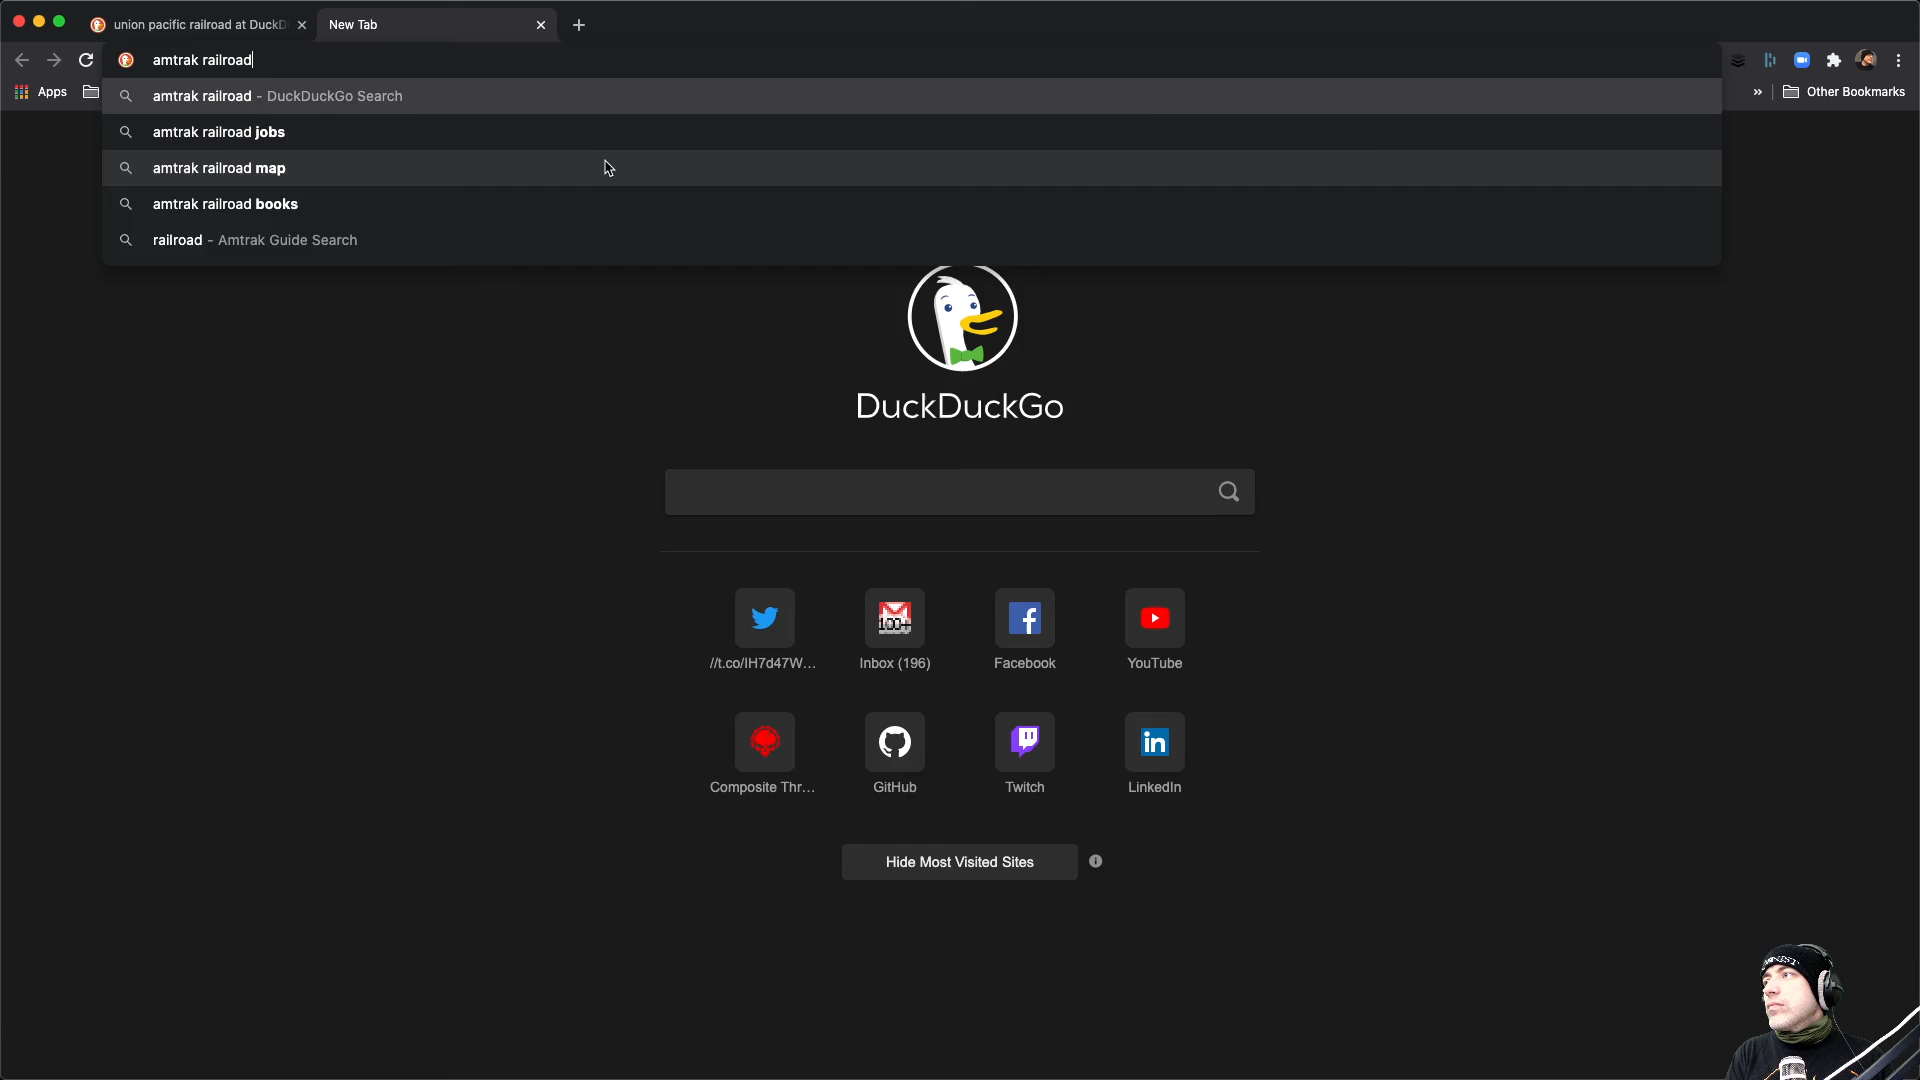 union pacific railroad at DuckD
New Tab
amtrak railroad
Apps
Other Bookmarks
amtrak railroad - DuckDuckGo Search
amtrak railroad jobs
amtrak railroad map
amtrak railroad books
railroad - Amtrak Guide Search
DuckDuckGo
100+
//t.co/IH7d47W...
Inbox (196)
Facebook
YouTube
Composite Thr...
GitHub
Twitch
LinkedIn
Hide Most Visited Sites